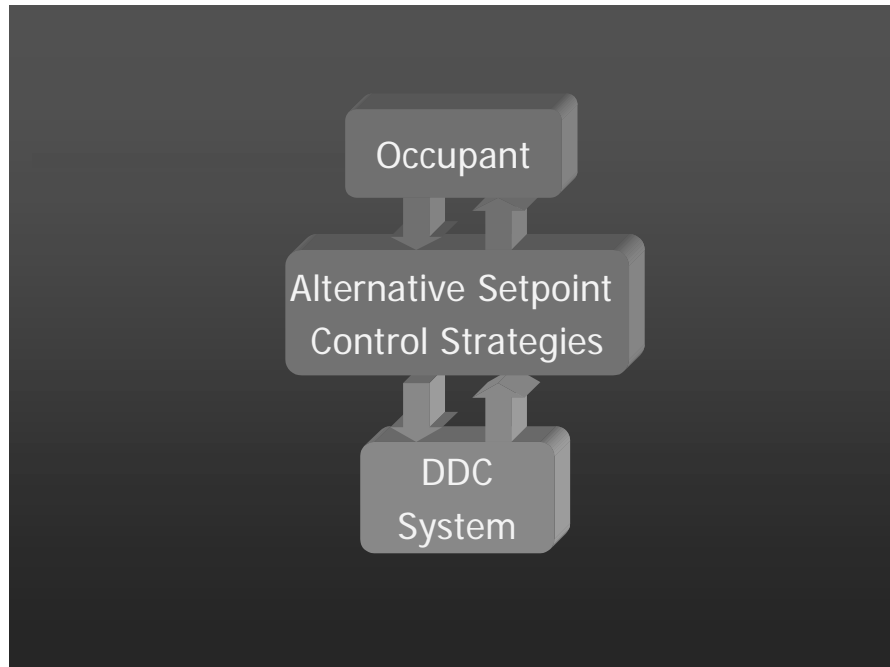 Occupant
Alternative Setpoint
Control Strategies
DDC
System